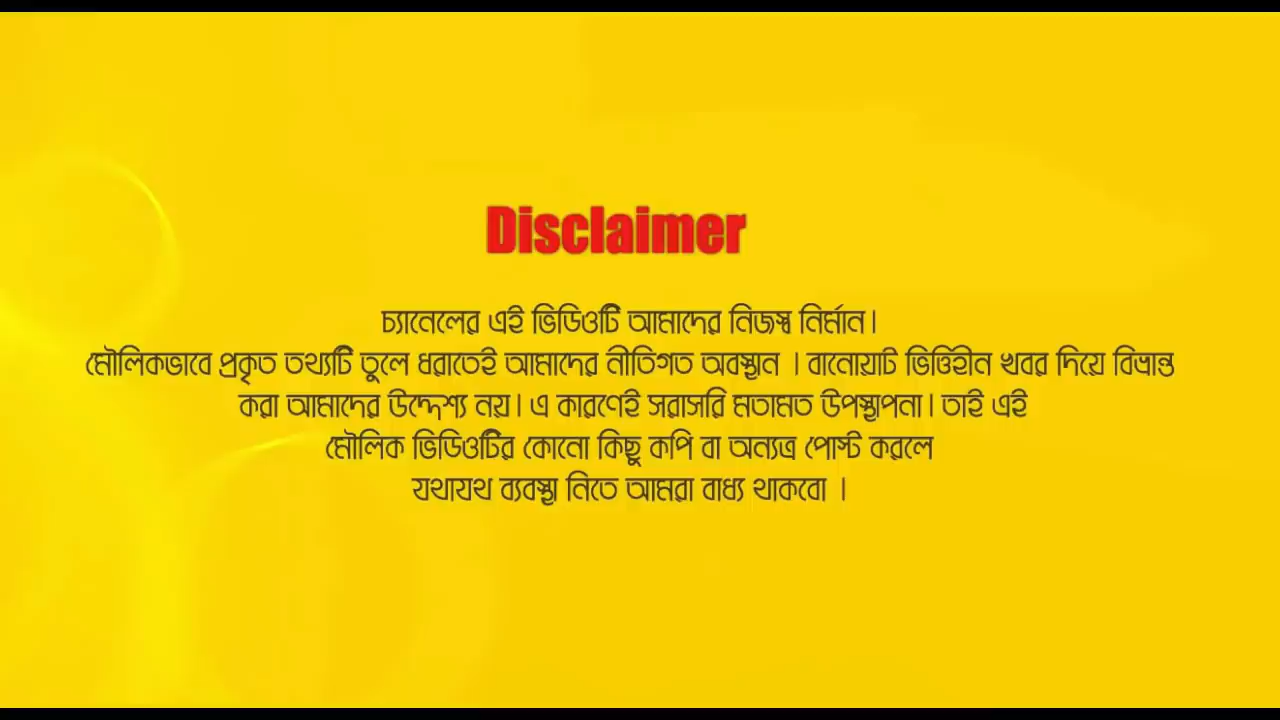 Disclaimer
চ্যানেলের এই ভিডিওটি আমাদের নিজস্ব নির্মান।
মৌলিকভাবে প্রকৃত তথ্যটি তুলে ধরাতেই আমাদের নীতিগত অবস্থান । বানোয়াট ভিত্তিহীন খবর দিয়ে বিভ্রান্ত
করা আমাদের উদ্দেশ্য নয়। এ কারণেই সরাসরি মতামত উপস্থাপনা। তাই এই
মৌলিক ভিডিওটির কোনো কিছু কপি বা অন্যত্র পোস্ট করলে
যথাযথ ব্যবস্থা নিতে আমরা বাধ্য থাকবো ।